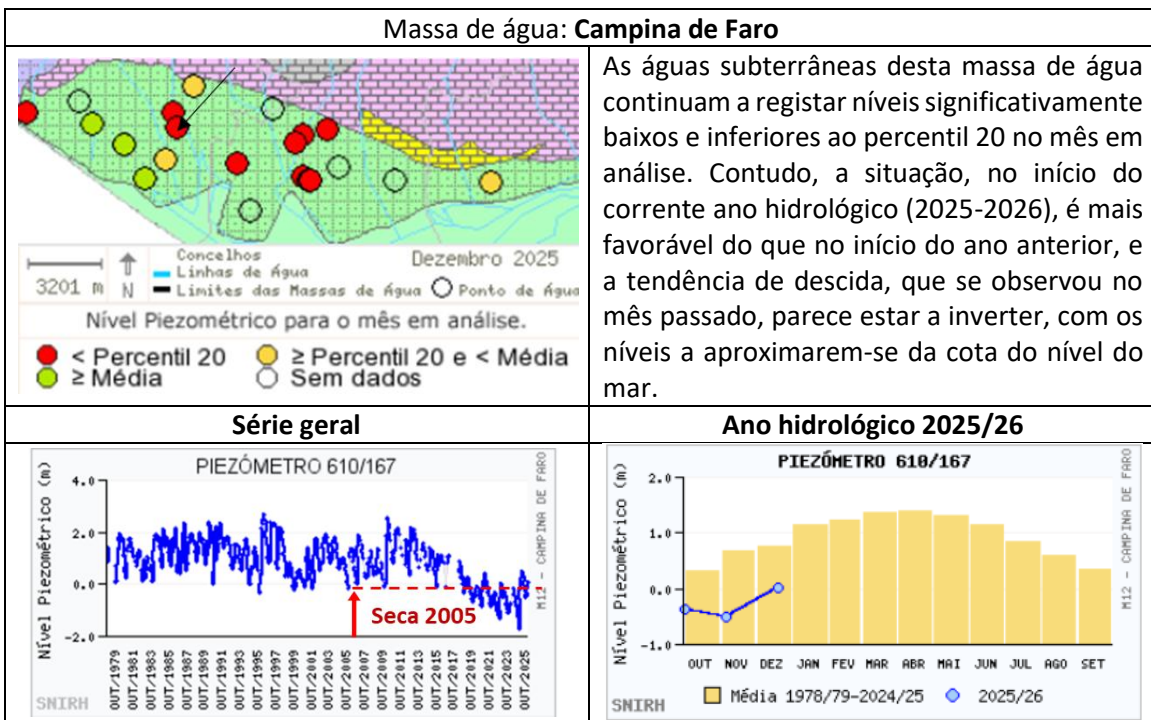 Massa de água: Campina de Faro
Concelhos
Dezembro 2025
Linhas de Água
3201 m
N
Limites das Massas de Água
Ponto de Água
Nível Piezométrico para o mês em análise.
< Percentil 20
≥ Percentil 20 e < Média
≥ Média
Sem dados
As águas subterrâneas desta massa de água
continuam a registar níveis significativamente
baixos e inferiores ao percentil 20 no mês em
análise. Contudo, a situação, no início do
corrente ano hidrológico (2025-2026), é mais
favorável do que no início do ano anterior, e
a tendência de descida, que se observou no
mês passado, parece estar a inverter, com os
níveis a aproximarem-se da cota do nível do
mar.
Série geral
PIEZÓMETRO 610/167
Nível Piezométrico (m)
4.0
2.0
0.0
-2.0
Seca 2005
M12 - CAMPINA DE FARO
OUT/1979
OUT/1981
OUT/1983
OUT/1985
OUT/1987
OUT/1989
OUT/1991
OUT/1993
OUT/1995
OUT/1997
OUT/1999
OUT/2001
OUT/2003
OUT/2005
OUT/2007
OUT/2009
OUT/2011
OUT/2013
OUT/2015
OUT/2017
OUT/2019
OUT/2021
OUT/2023
OUT/2025
SNIRH
Ano hidrológico 2025/26
PIEZÓMETRO 610/167
Nível Piezométrico (m)
2.0
1.0
0.0
-1.0
M12 - CAMPINA DE FARO
OUT NOV DEZ JAN FEV MAR ABR MAI JUN JUL AGO SET
Média 1978/79-2024/25
2025/26
SNIRH